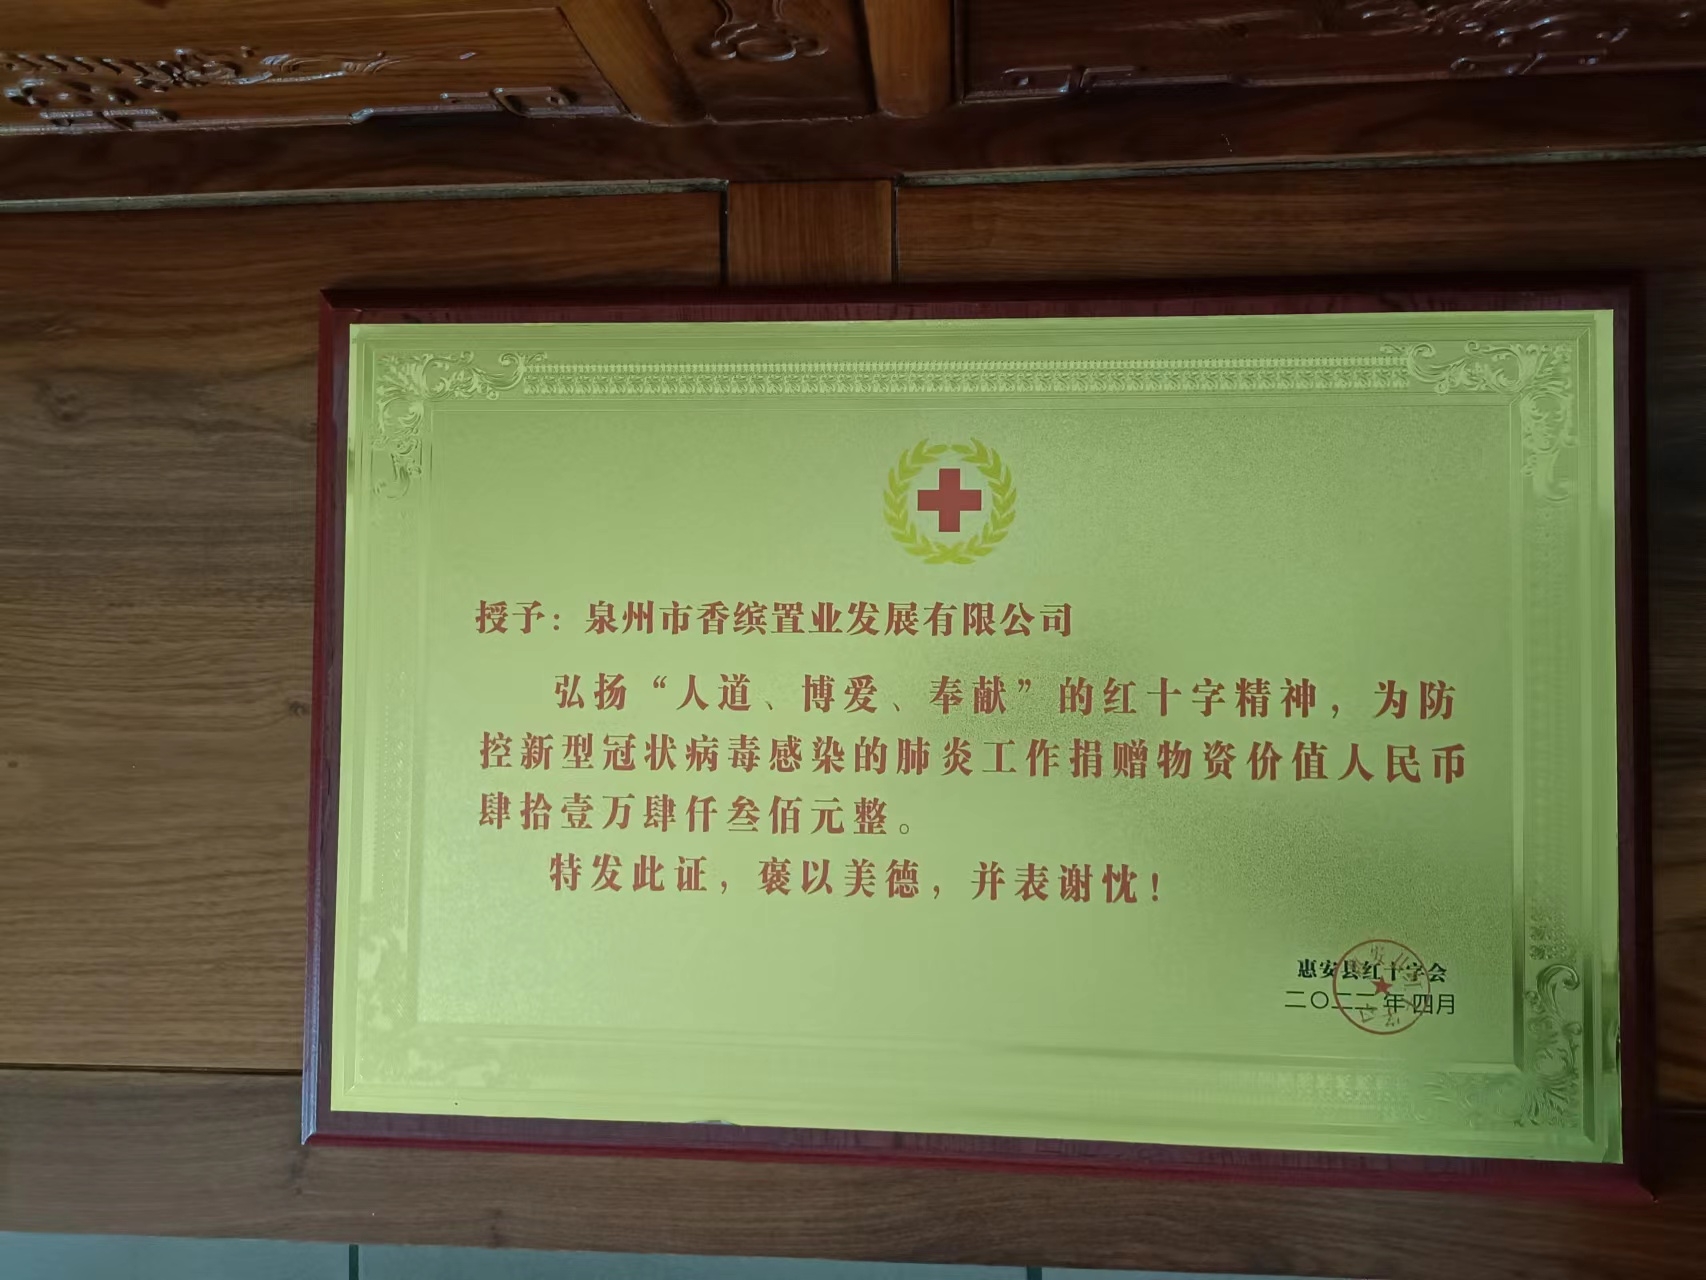 授予：泉州市香缤置业发展有限公司
弘扬“人道、博爱、奉献”的红十字精神，为防
控新型冠状病毒感染的肺炎工作捐赠物资价值人民币
肆拾壹万肆仟叁佰元整。
特发此证，褒以美德，并表谢忱！
惠安县红十字会
二〇二二年四月